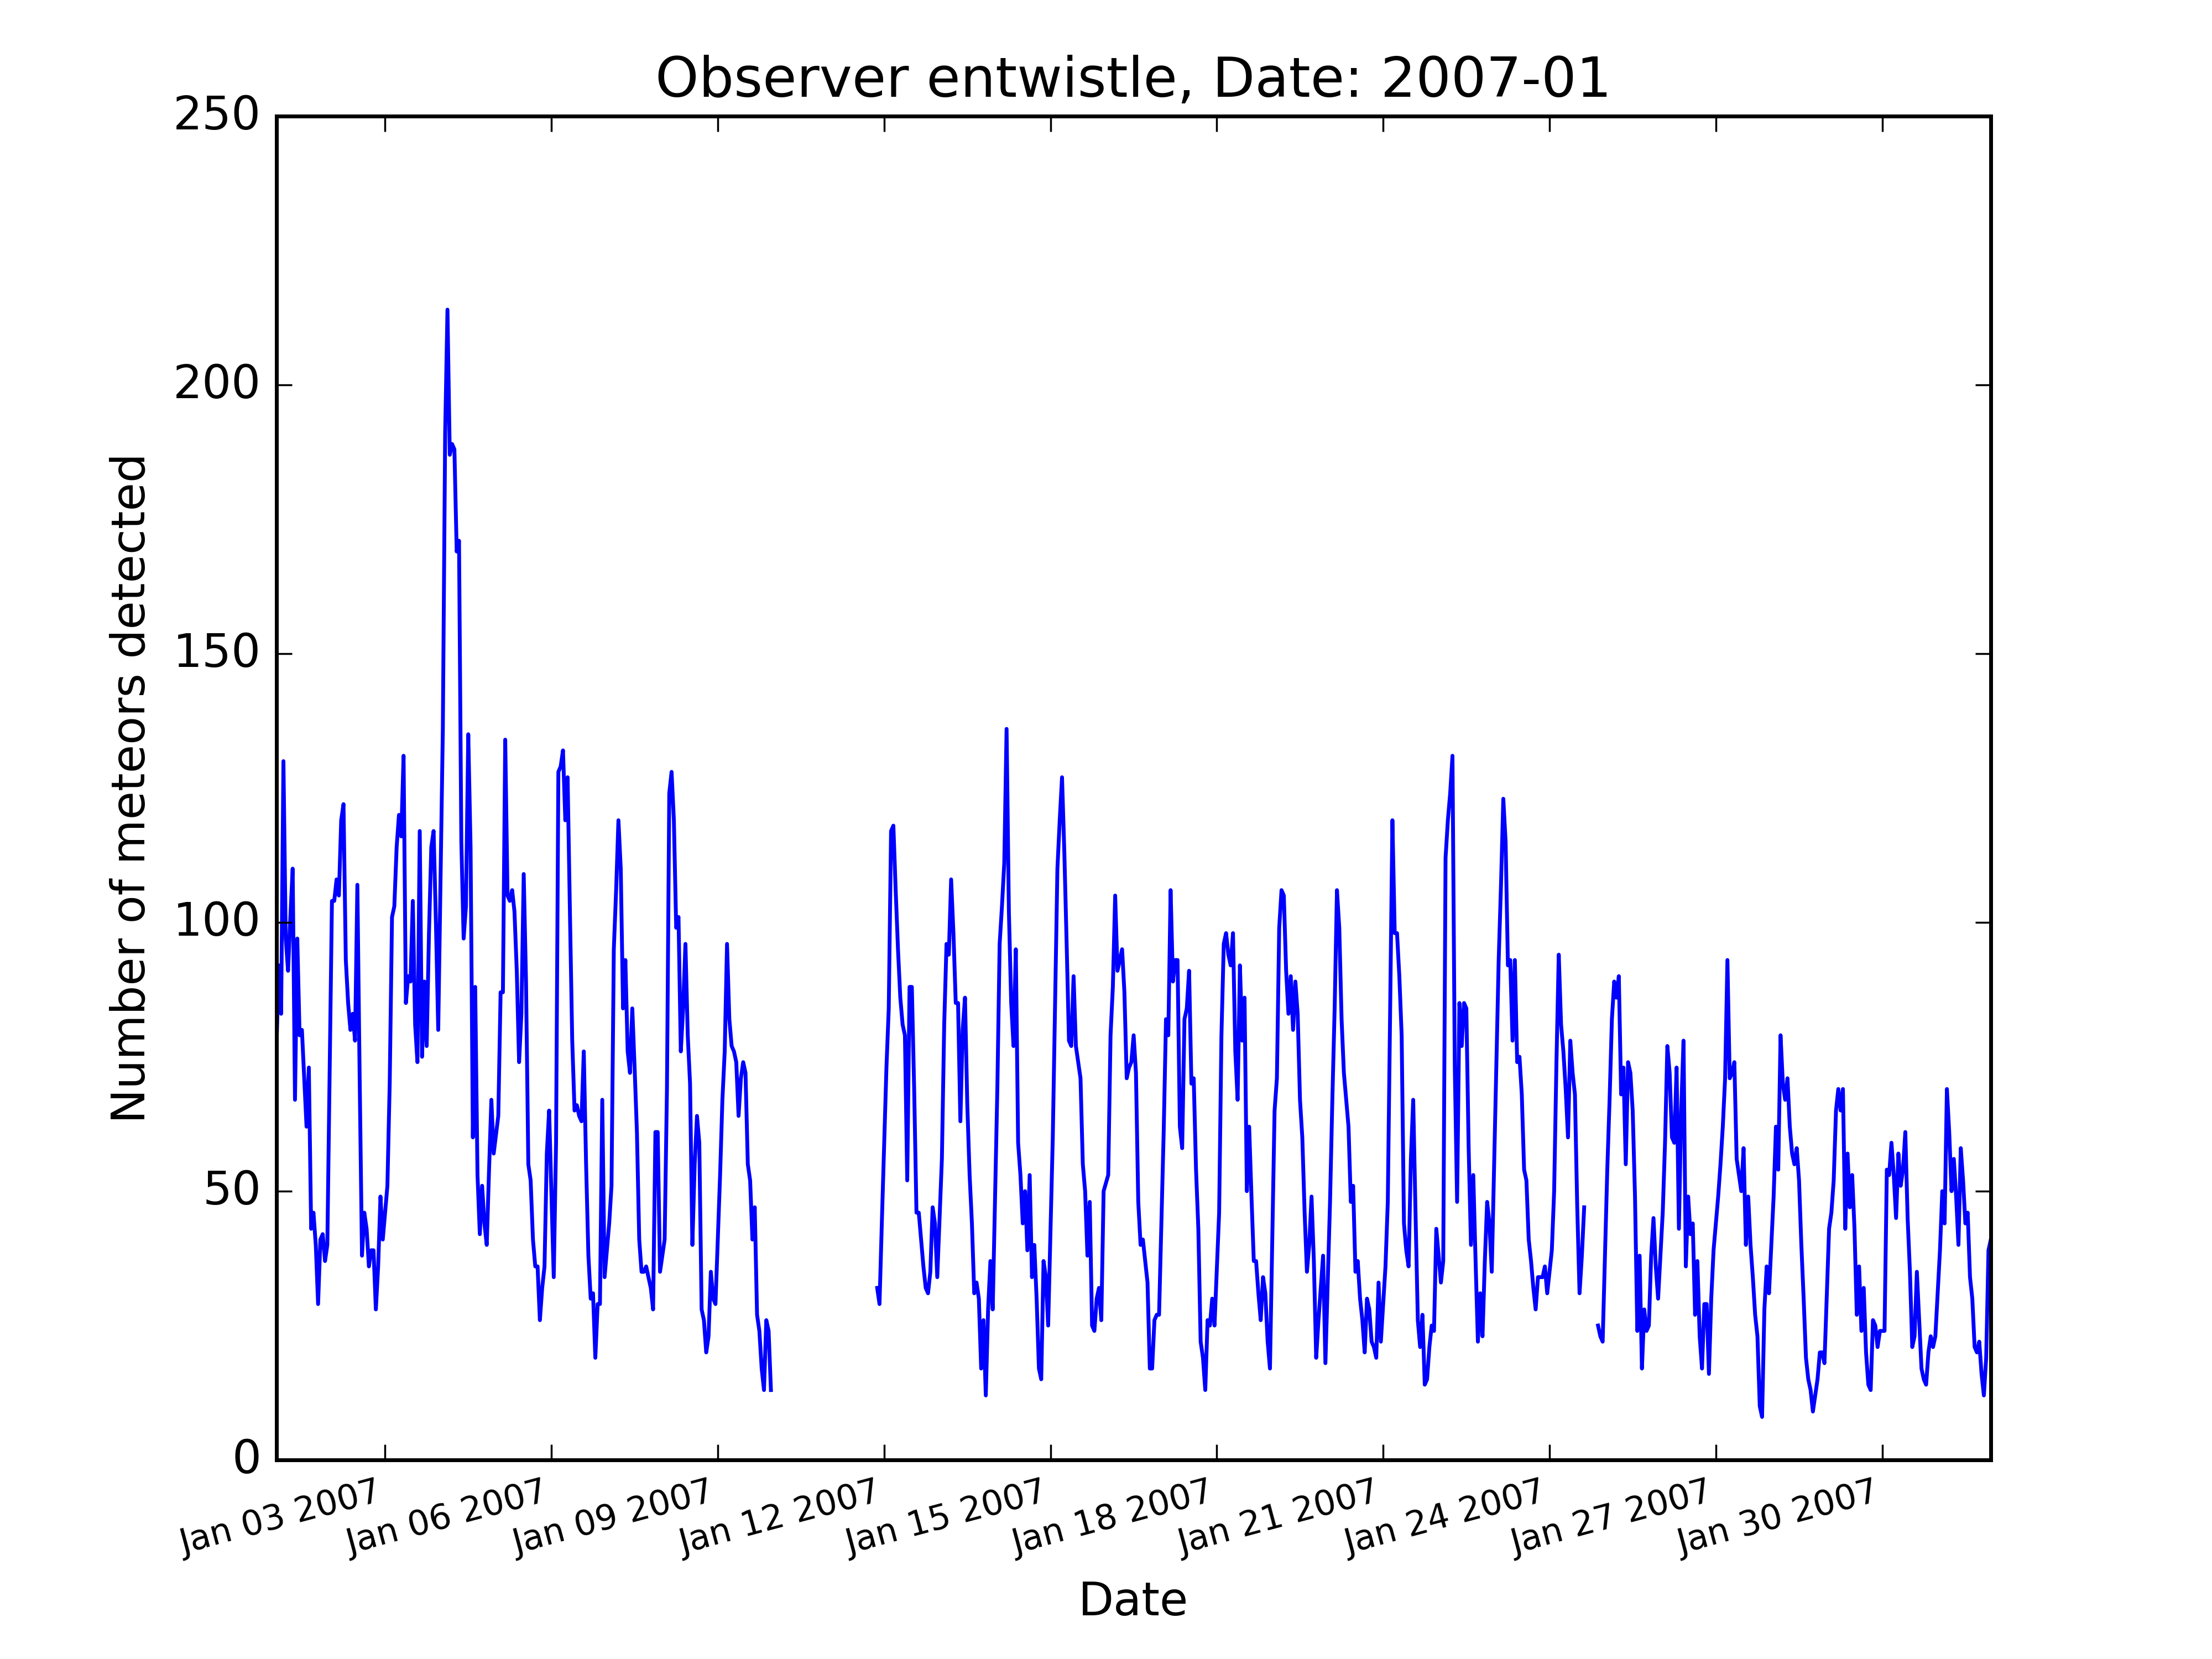 Observer entwistle, Date: 2007-01
250
200
150
100
50
0
Number of meteors detected
Jan 03 2007
Jan 06 2007
Jan 09 2007
Jan 12 2007
Jan 15 2007
Jan 18 2007
Jan 21 2007
Jan 24 2007
Jan 27 2007
Jan 30 2007
Date